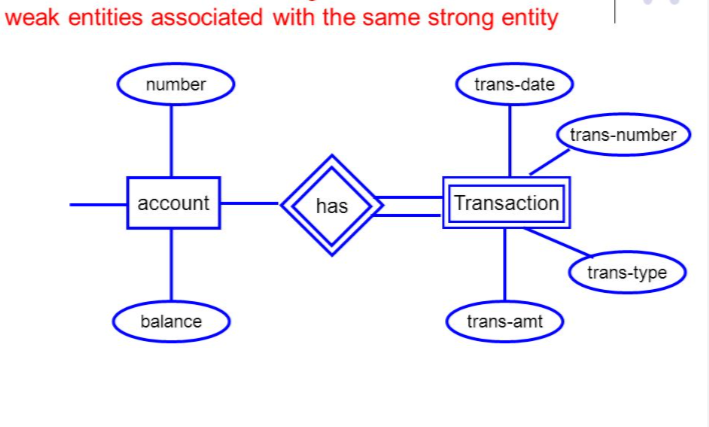 weak entities associated with the same strong entity
number
trans-date
trans-number
account
has
Transaction
trans-type
balance
trans-amt